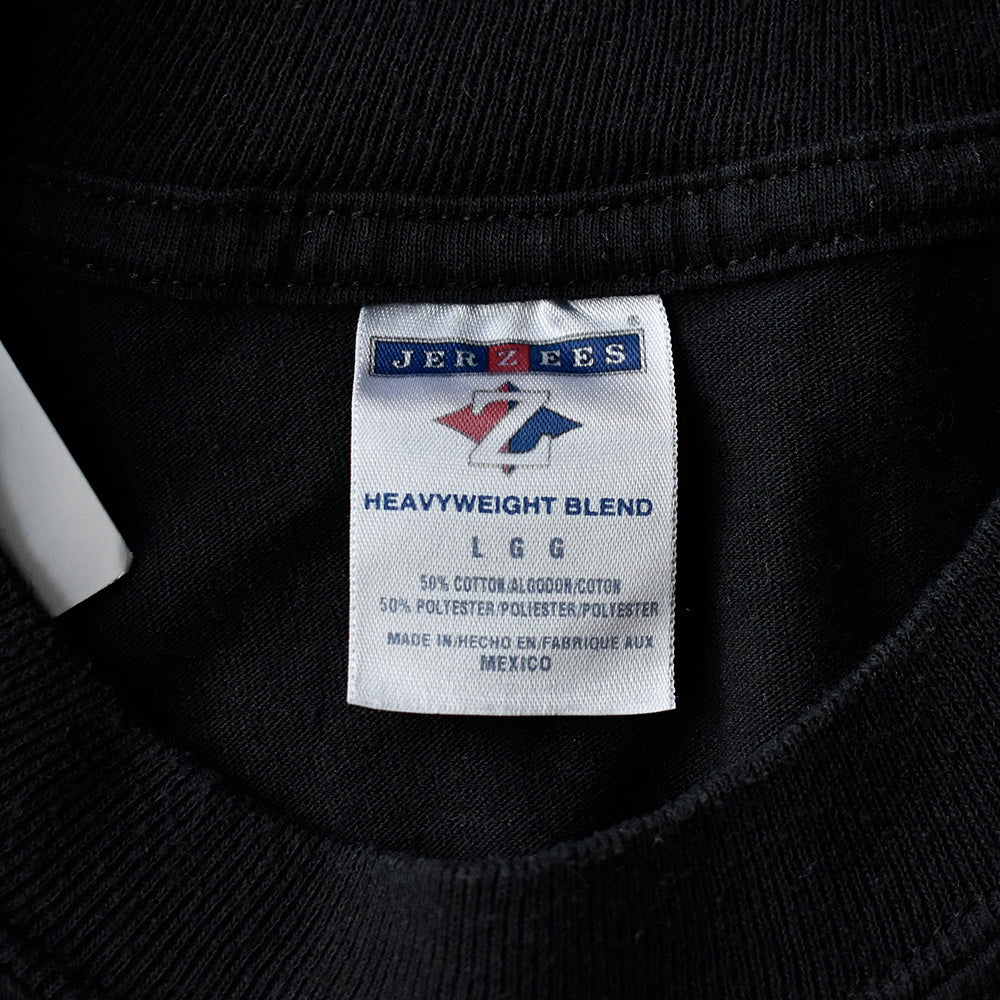 JERZEES®
Z
HEAVYWEIGHT BLEND
L G G
50% COTTON/ALGODON/COTON
50% POLYESTER/POLIESTER/POLYESTER
MADE IN/HECHO EN/FABRIQUE AUX
MEXICO